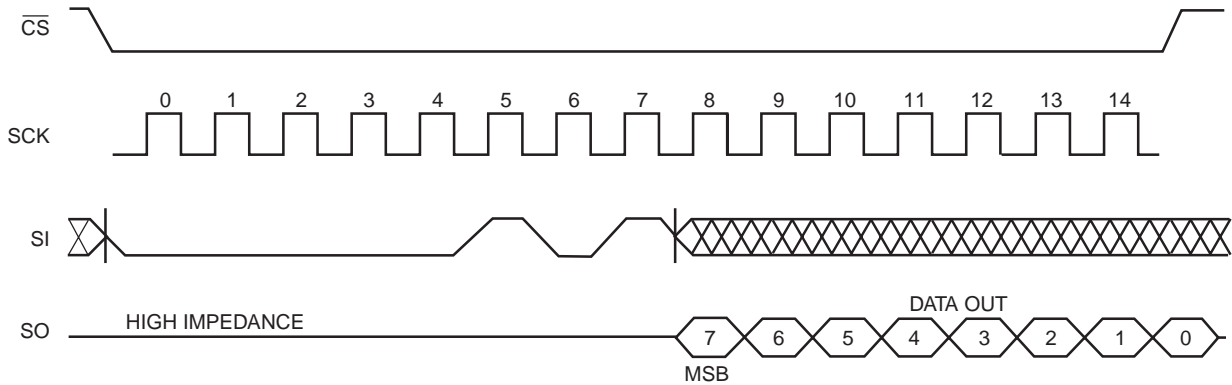 CS
0 1 2 3 4 5 6 7 8 9 10 11 12 13 14
SCK
SI
DATA OUT
HIGH IMPEDANCE
SO
7 6 5 4 3 2 1 0
MSB